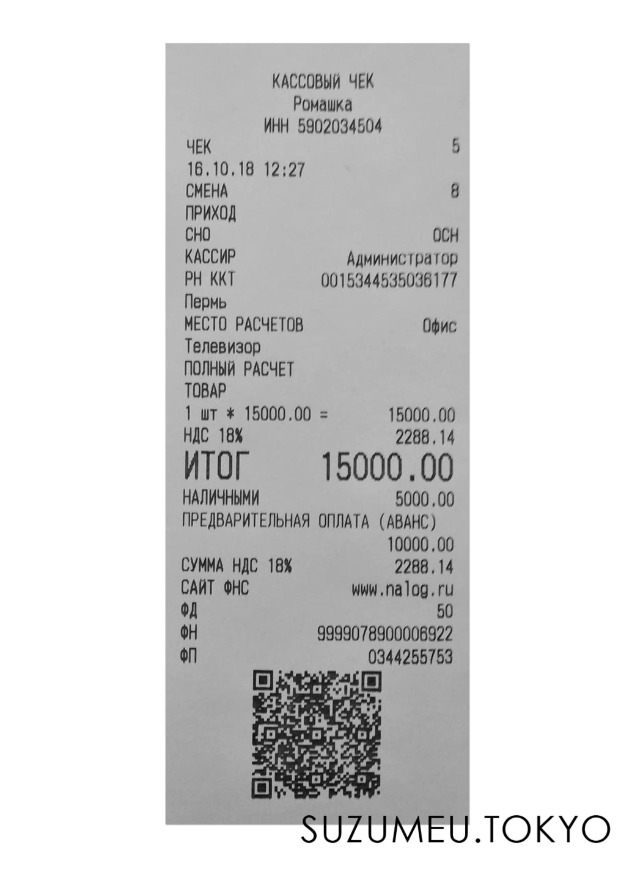 КАССОВЫЙ ЧЕК
Ромашка
ИНН 5902034504
ЧЕК 5
16.10.18 12:27
СМЕНА 8
ПРИХОД
СНО ОСН
КАССИР Администратор
РН ККТ 0015344535036177
Пермь
МЕСТО РАСЧЕТОВ Офис
Телевизор
ПОЛНЫЙ РАСЧЕТ
ТОВАР
1 шт * 15000.00 = 15000.00
НДС 18% 2288.14
ИТОГ 15000.00
НАЛИЧНЫМИ 5000.00
ПРЕДВАРИТЕЛЬНАЯ ОПЛАТА (АВАНС)
10000.00
СУММА НДС 18% 2288.14
САЙТ ФНС www.nalog.ru
ФД 50
ФН 9999078900006922
ФП 0344255753
SUZUMEU.TOKYO